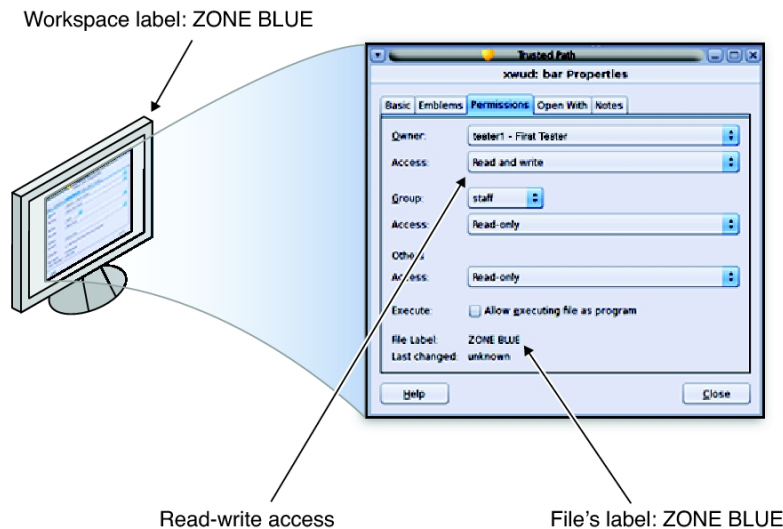 Workspace label: ZONE BLUE
Trusted Path
xwud: bar Properties
Basic Emblems Permissions Open With Notes
Owner: tester1 - First Tester
Access: Read and write
Group: staff
Access: Read-only
Others
Access: Read-only
Execute: Allow executing file as program
File Label: ZONE BLUE
Last changed: unknown
Help Close
Read-write access File's label: ZONE BLUE